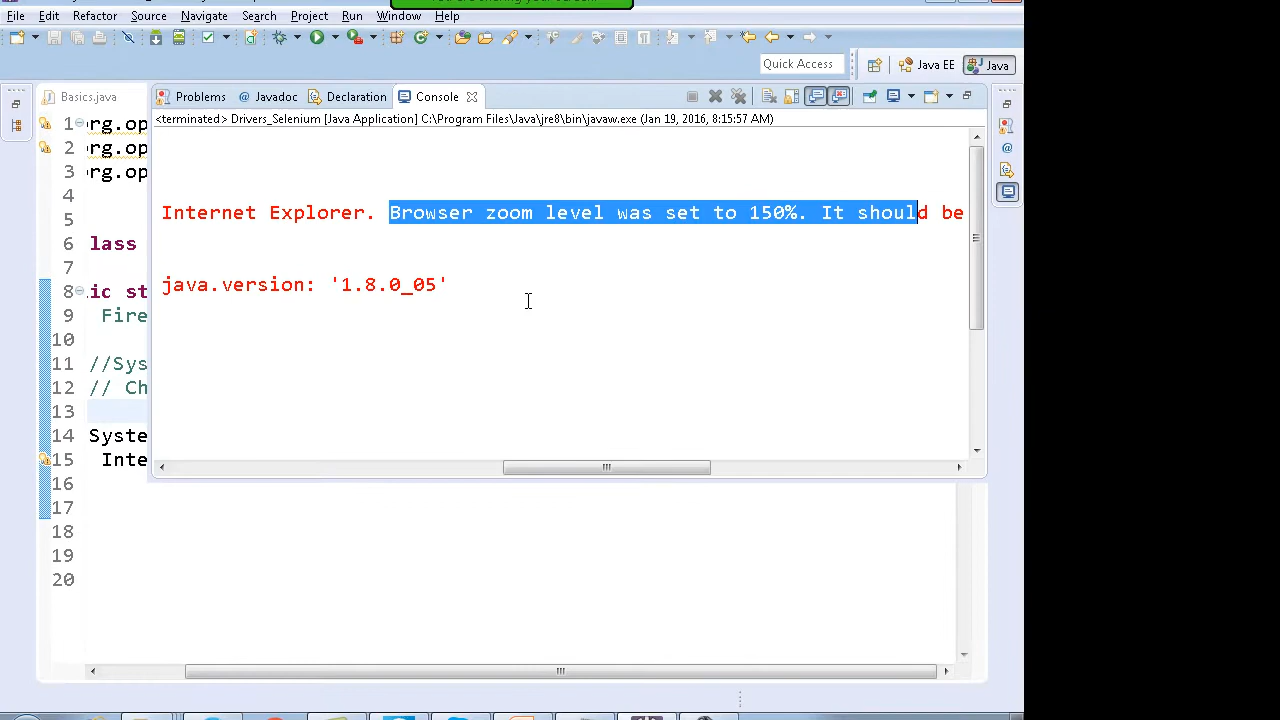 File Edit Refactor Source Navigate Search Project Run Window Help
Quick Access
Java EE
Java
Basics.java
Problems
@ Javadoc
Declaration
Console
<terminated> Drivers_Selenium [Java Application] C:\Program Files\Java\jre8\bin\javaw.exe (Jan 19, 2016, 8:15:57 AM)
1 rg.op
2 rg.op
3 rg.op
4
5
6 lass
7
8 ic st
9 Fire
10
11 //Sys
12 // Ch
13
14 Syste
15 Inte
16
17
18
19
20
Internet Explorer. Browser zoom level was set to 150%. It should be
java.version: '1.8.0_05'